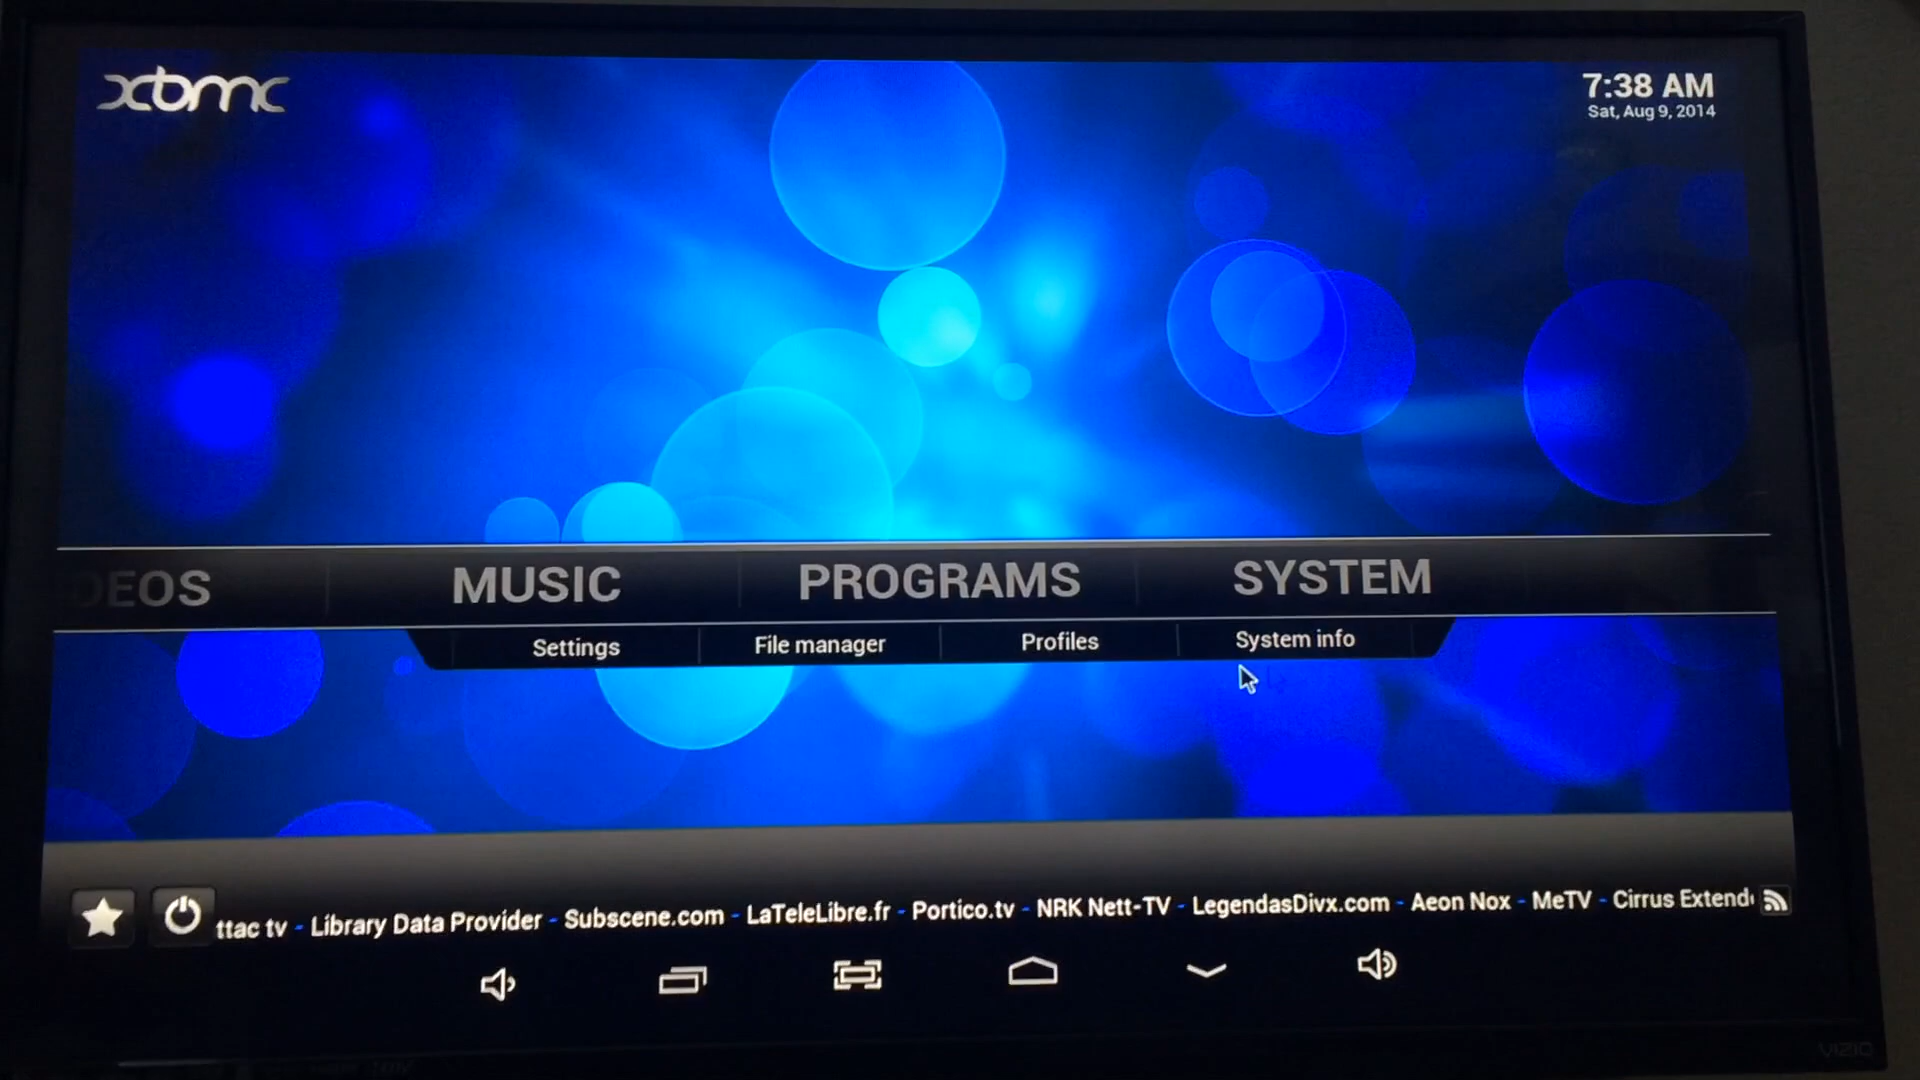 xbmc
7:38 AM
Sat, Aug 9, 2014
DEOS MUSIC PROGRAMS SYSTEM
Settings File manager Profiles System info
ttac tv - Library Data Provider - Subscene.com - LaTeleLibre.fr - Portico.tv - NRK Nett-TV - LegendasDivx.com - Aeon Nox - MeTV - Cirrus Extend
VIZIO